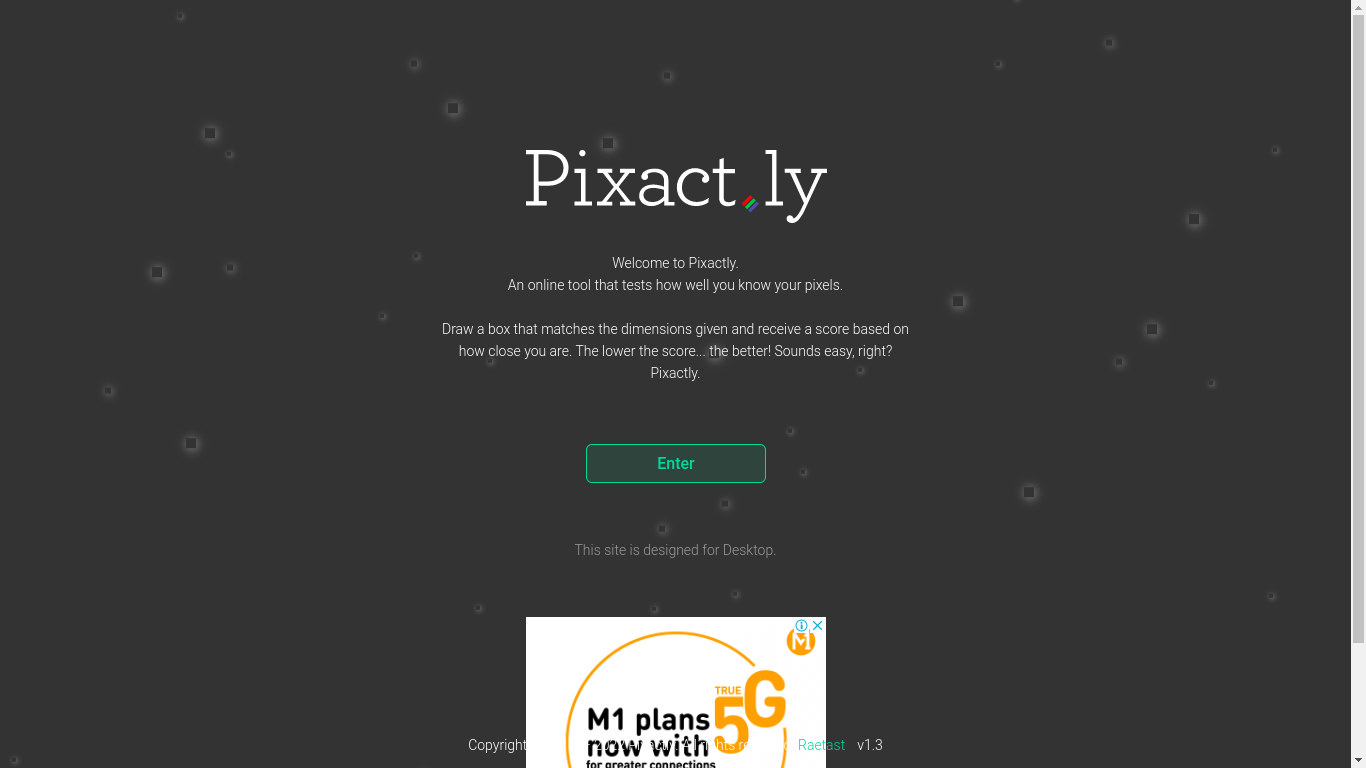 Pixact.ly
Welcome to Pixactly.
An online tool that tests how well you know your pixels.
Draw a box that matches the dimensions given and receive a score based on
how close you are. The lower the score... the better! Sounds easy, right?
Pixactly.
Enter
This site is designed for Desktop.
M
TRUE
5G
M1 plans
now with
for greater connections
Copyright Raetast v1.3